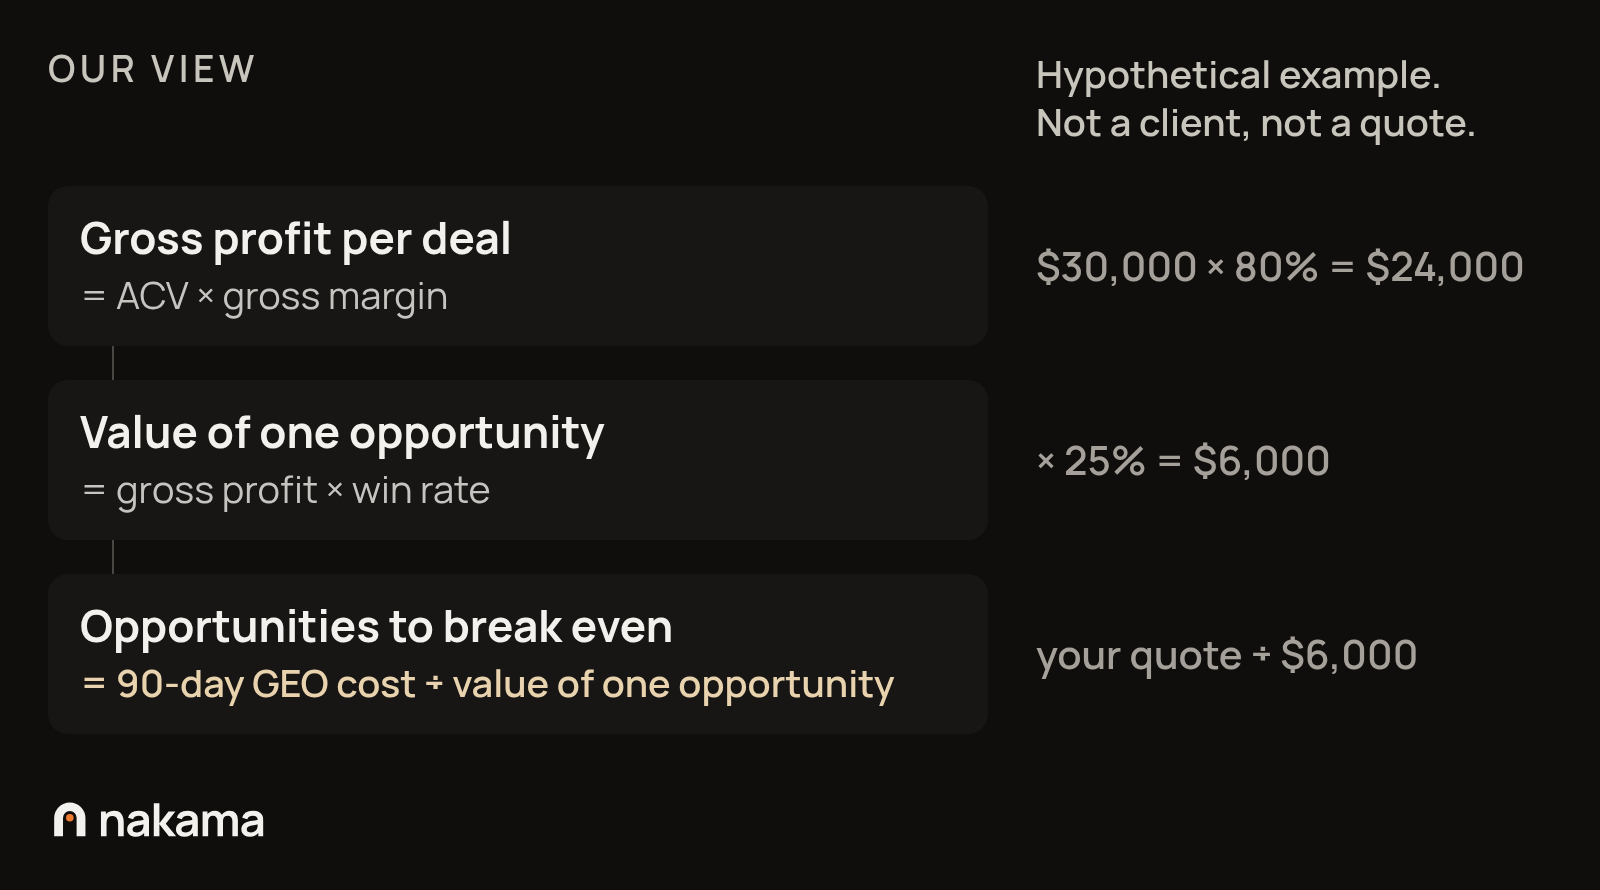 OUR VIEW
Hypothetical example.
Not a client, not a quote.
Gross profit per deal
= ACV × gross margin
$30,000 × 80% = $24,000
Value of one opportunity
= gross profit × win rate
× 25% = $6,000
Opportunities to break even
= 90-day GEO cost ÷ value of one opportunity
your quote ÷ $6,000
nakama